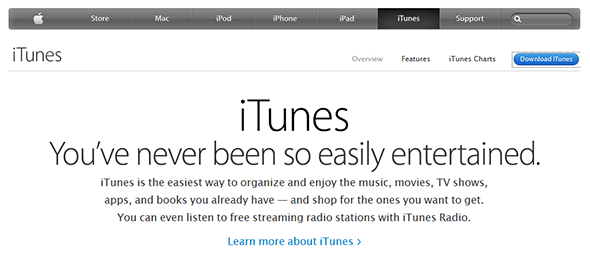 Store Mac iPod iPhone iPad iTunes Support
iTunes
Overview Features iTunes Charts Download iTunes
iTunes
You’ve never been so easily entertained.
iTunes is the easiest way to organize and enjoy the music, movies, TV shows,
apps, and books you already have — and shop for the ones you want to get.
You can even listen to free streaming radio stations with iTunes Radio.
Learn more about iTunes ›